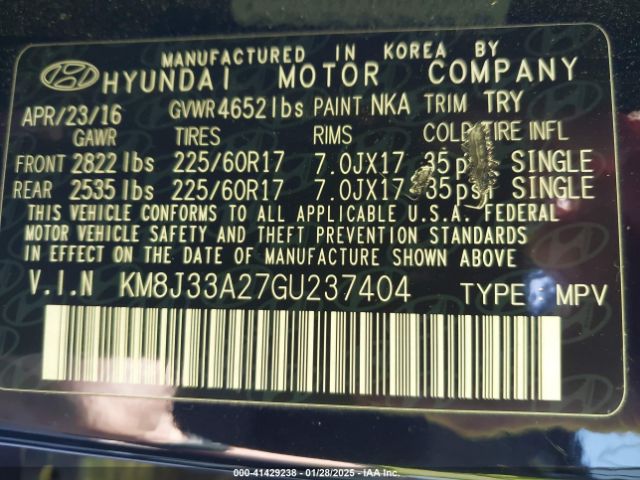 MANUFACTURED IN KOREA BY
HYUNDAI MOTOR COMPANY
APR/23/16 GVWR 4652 lbs PAINT NKA TRIM TRY
GAWR TIRES RIMS COLD TIRE INFL
FRONT 2822 lbs 225/60R17 7.0JX17 35 psi SINGLE
REAR 2535 lbs 225/60R17 7.0JX17 35 psi SINGLE
THIS VEHICLE CONFORMS TO ALL APPLICABLE U.S.A. FEDERAL
MOTOR VEHICLE SAFETY AND THEFT PREVENTION STANDARDS
IN EFFECT ON THE DATE OF MANUFACTURE SHOWN ABOVE
V.I.N KM8J33A27GU237404 TYPE : MPV
000-41429238 - 01/28/2025 - IAA Inc.